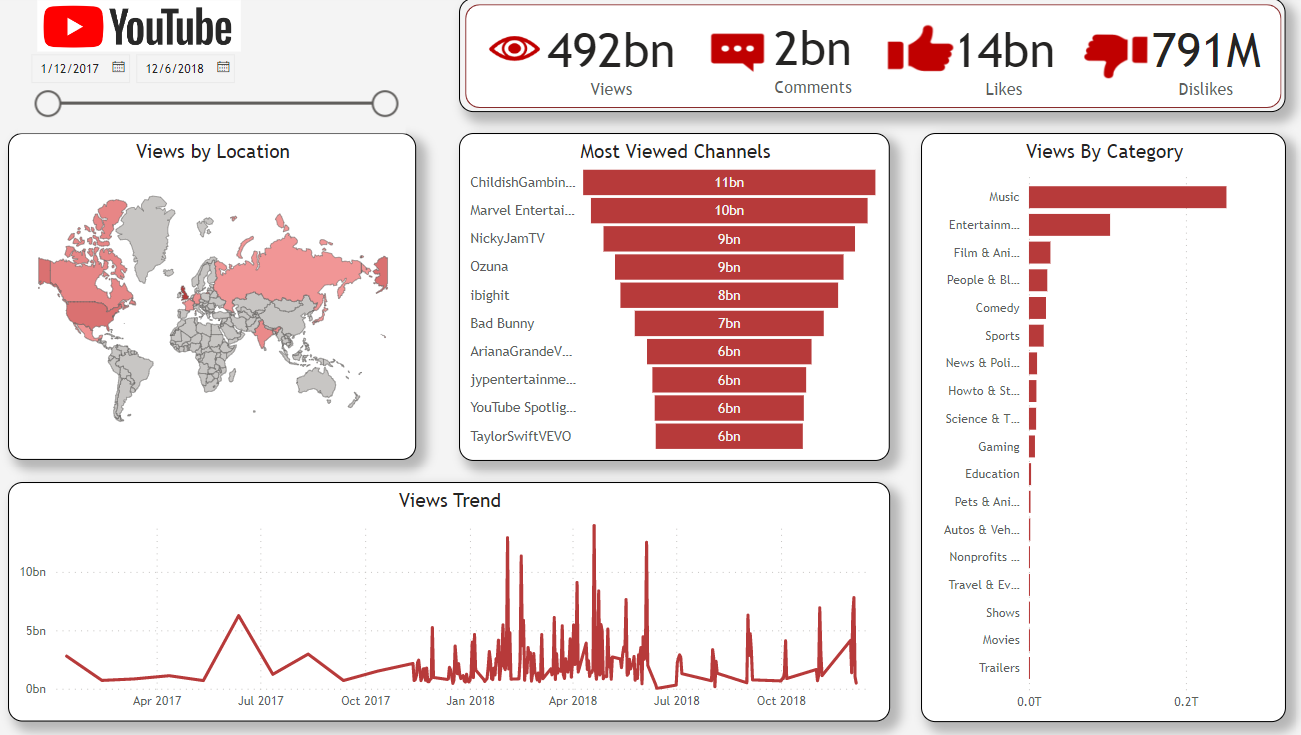 YouTube
1/12/2017 12/6/2018
492bn 2bn 14bn 791M
Views Comments Likes Dislikes
Views by Location
Most Viewed Channels
ChildishGambin... 11bn
Marvel Entertai... 10bn
NickyJamTV 9bn
Ozuna 9bn
ibighit 8bn
Bad Bunny 7bn
ArianaGrandeV... 6bn
jypentertainme... 6bn
YouTube Spotlig... 6bn
TaylorSwiftVEVO 6bn
Views By Category
Music
Entertainm...
Film & Ani...
People & Bl...
Comedy
Sports
News & Poli...
Howto & St...
Science & T...
Gaming
Education
Pets & Ani...
Autos & Veh...
Nonprofits ...
Travel & Ev...
Shows
Movies
Trailers
0.0T 0.2T
Views Trend
10bn
5bn
0bn
Apr 2017 Jul 2017 Oct 2017 Jan 2018 Apr 2018 Jul 2018 Oct 2018